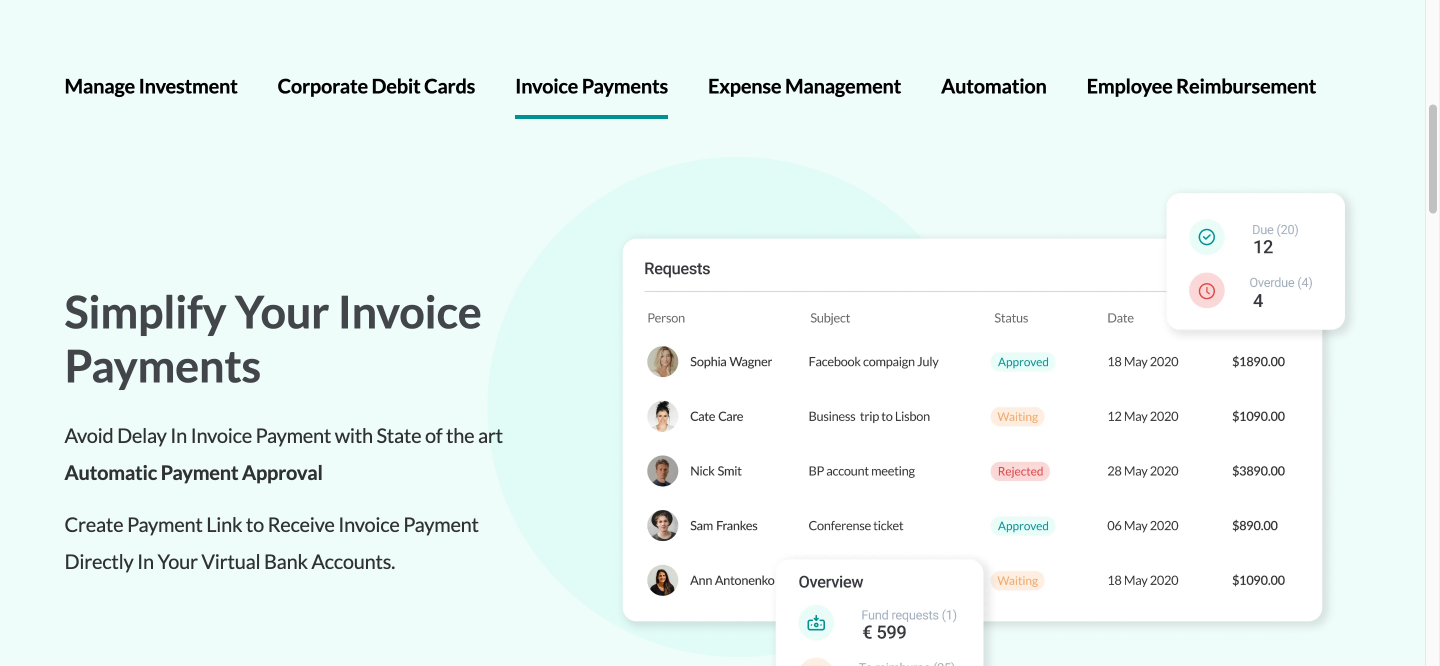 Manage Investment Corporate Debit Cards Invoice Payments Expense Management Automation Employee Reimbursement
Simplify Your Invoice
Payments
Avoid Delay In Invoice Payment with State of the art
Automatic Payment Approval
Create Payment Link to Receive Invoice Payment
Directly In Your Virtual Bank Accounts.
Due (20)
12
Overdue (4)
4
Requests
Person Subject Status Date
Sophia Wagner Facebook compaign July Approved 18 May 2020 $1890.00
Cate Care Business trip to Lisbon Waiting 12 May 2020 $1090.00
Nick Smit BP account meeting Rejected 28 May 2020 $3890.00
Sam Frankes Conferense ticket Approved 06 May 2020 $890.00
Ann Antonenko Waiting 18 May 2020 $1090.00
Overview
Fund requests (1)
€ 599